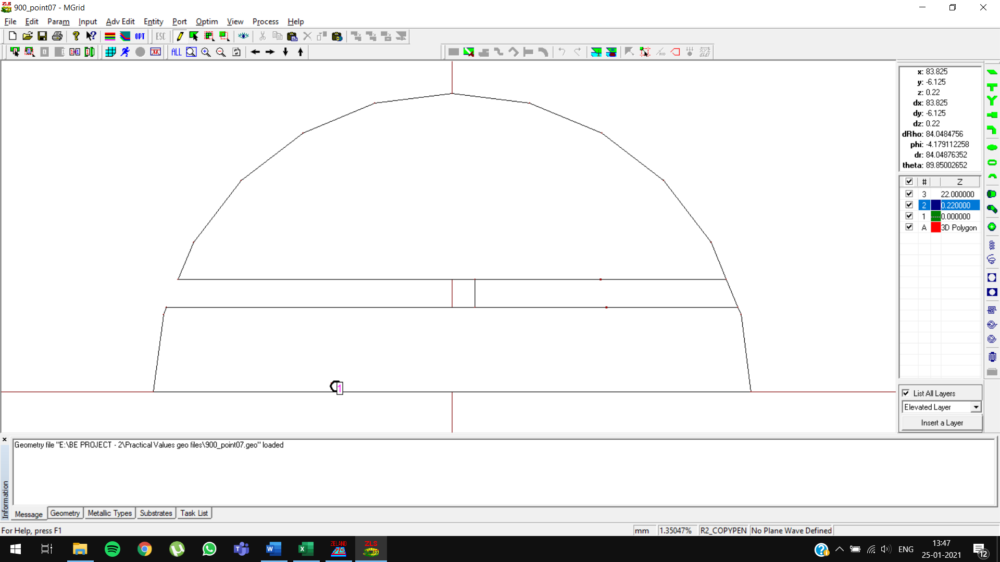 900_point07 - MGrid
File Edit Param Input Adv Edit Entity Port Optim View Process Help
OPT ESC
ALL
x: 83.825
y: -6.125
z: 0.22
dx: 83.825
dy: -6.125
dz: 0.22
dRho: 84.0484756
phi: -4.179112258
dr: 84.04876352
theta: 89.85002652
# Z
3 22.000000
2 0.220000
1 0.000000
A 3D Polygon
1
List All Layers
Elevated Layer
Insert a Layer
Geometry file "E:\BE PROJECT - 2\Practical Values geo files\900_point07.geo" loaded
Information
Message Geometry Metallic Types Substrates Task List
For Help, press F1
mm 1.35047% R2_COPYPEN No Plane Wave Defined
ZELAND ZLS
ENG
13:47
25-01-2021
12